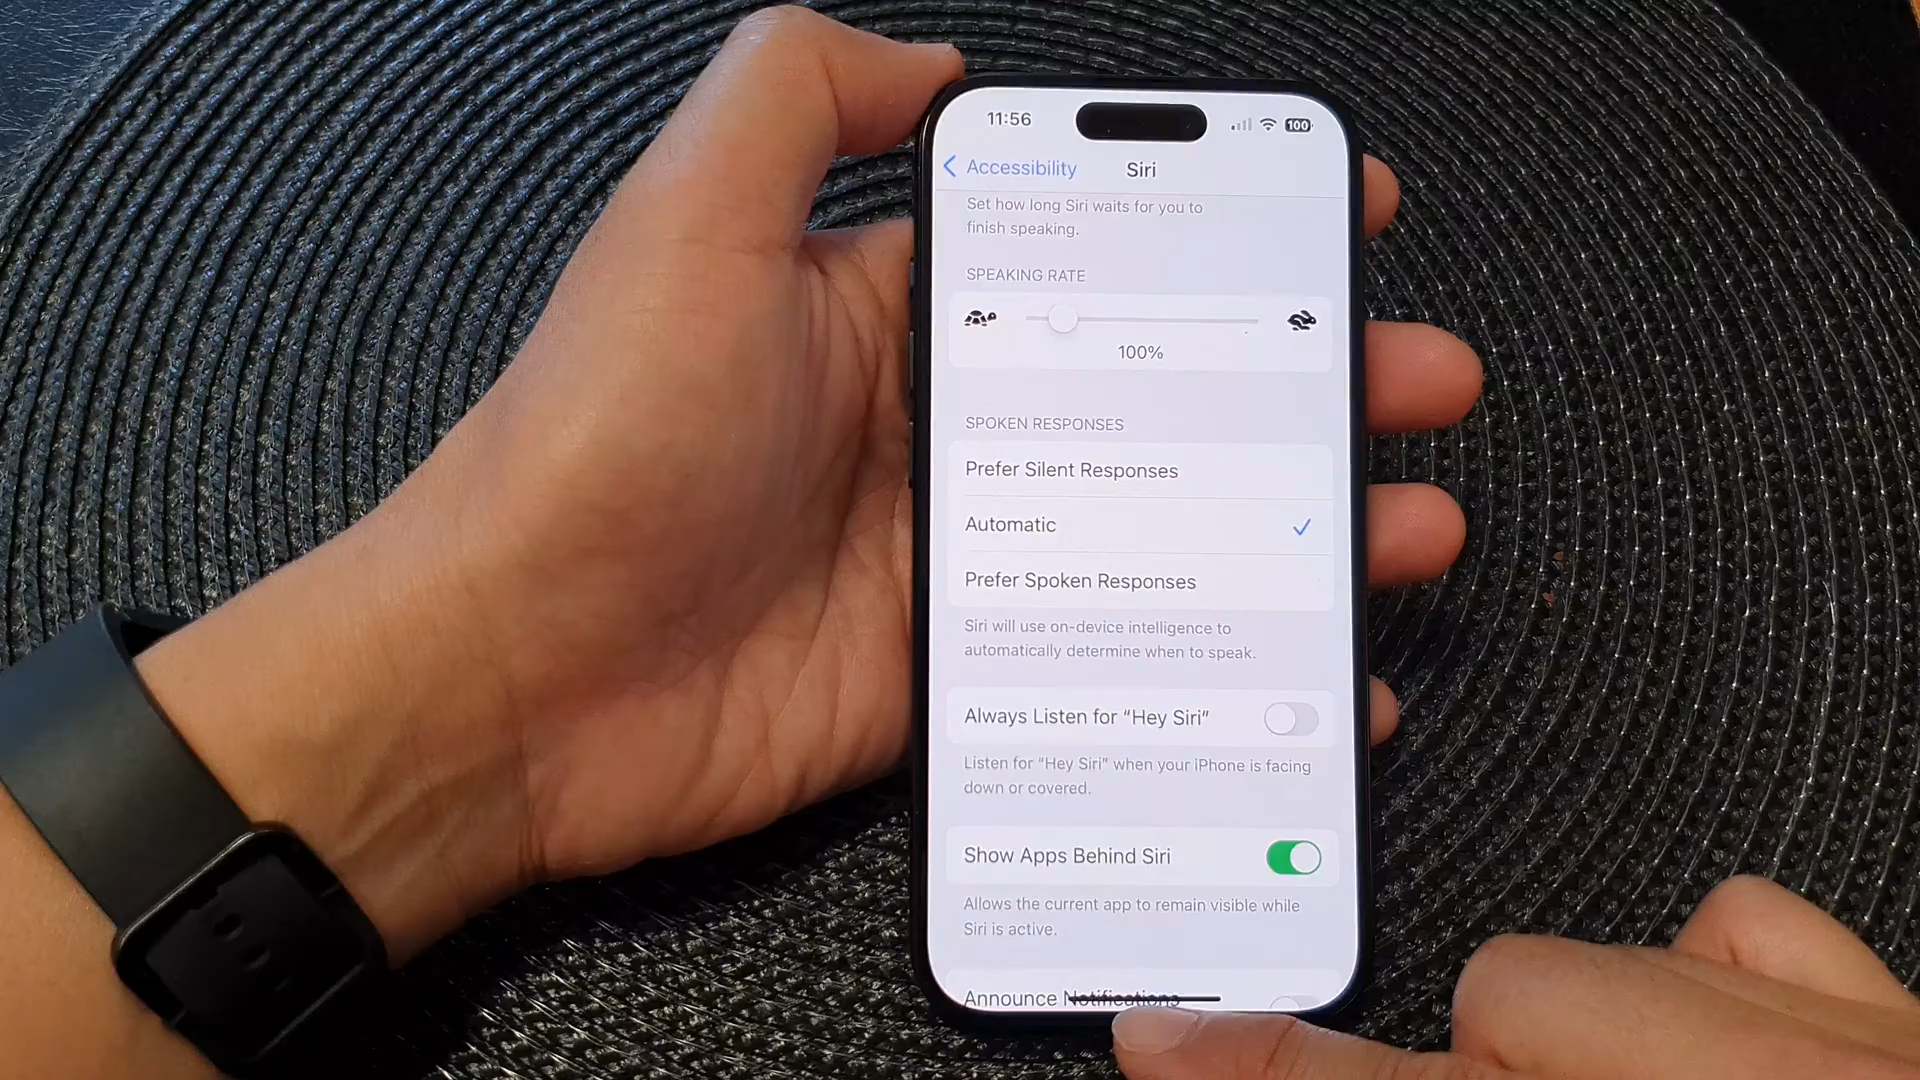 11:56
100
Accessibility
Siri
Set how long Siri waits for you to
finish speaking.
SPEAKING RATE
100%
SPOKEN RESPONSES
Prefer Silent Responses
Automatic
Prefer Spoken Responses
Siri will use on-device intelligence to
automatically determine when to speak.
Always Listen for “Hey Siri”
Listen for “Hey Siri” when your iPhone is facing
down or covered.
Show Apps Behind Siri
Allows the current app to remain visible while
Siri is active.
Announce Notifications